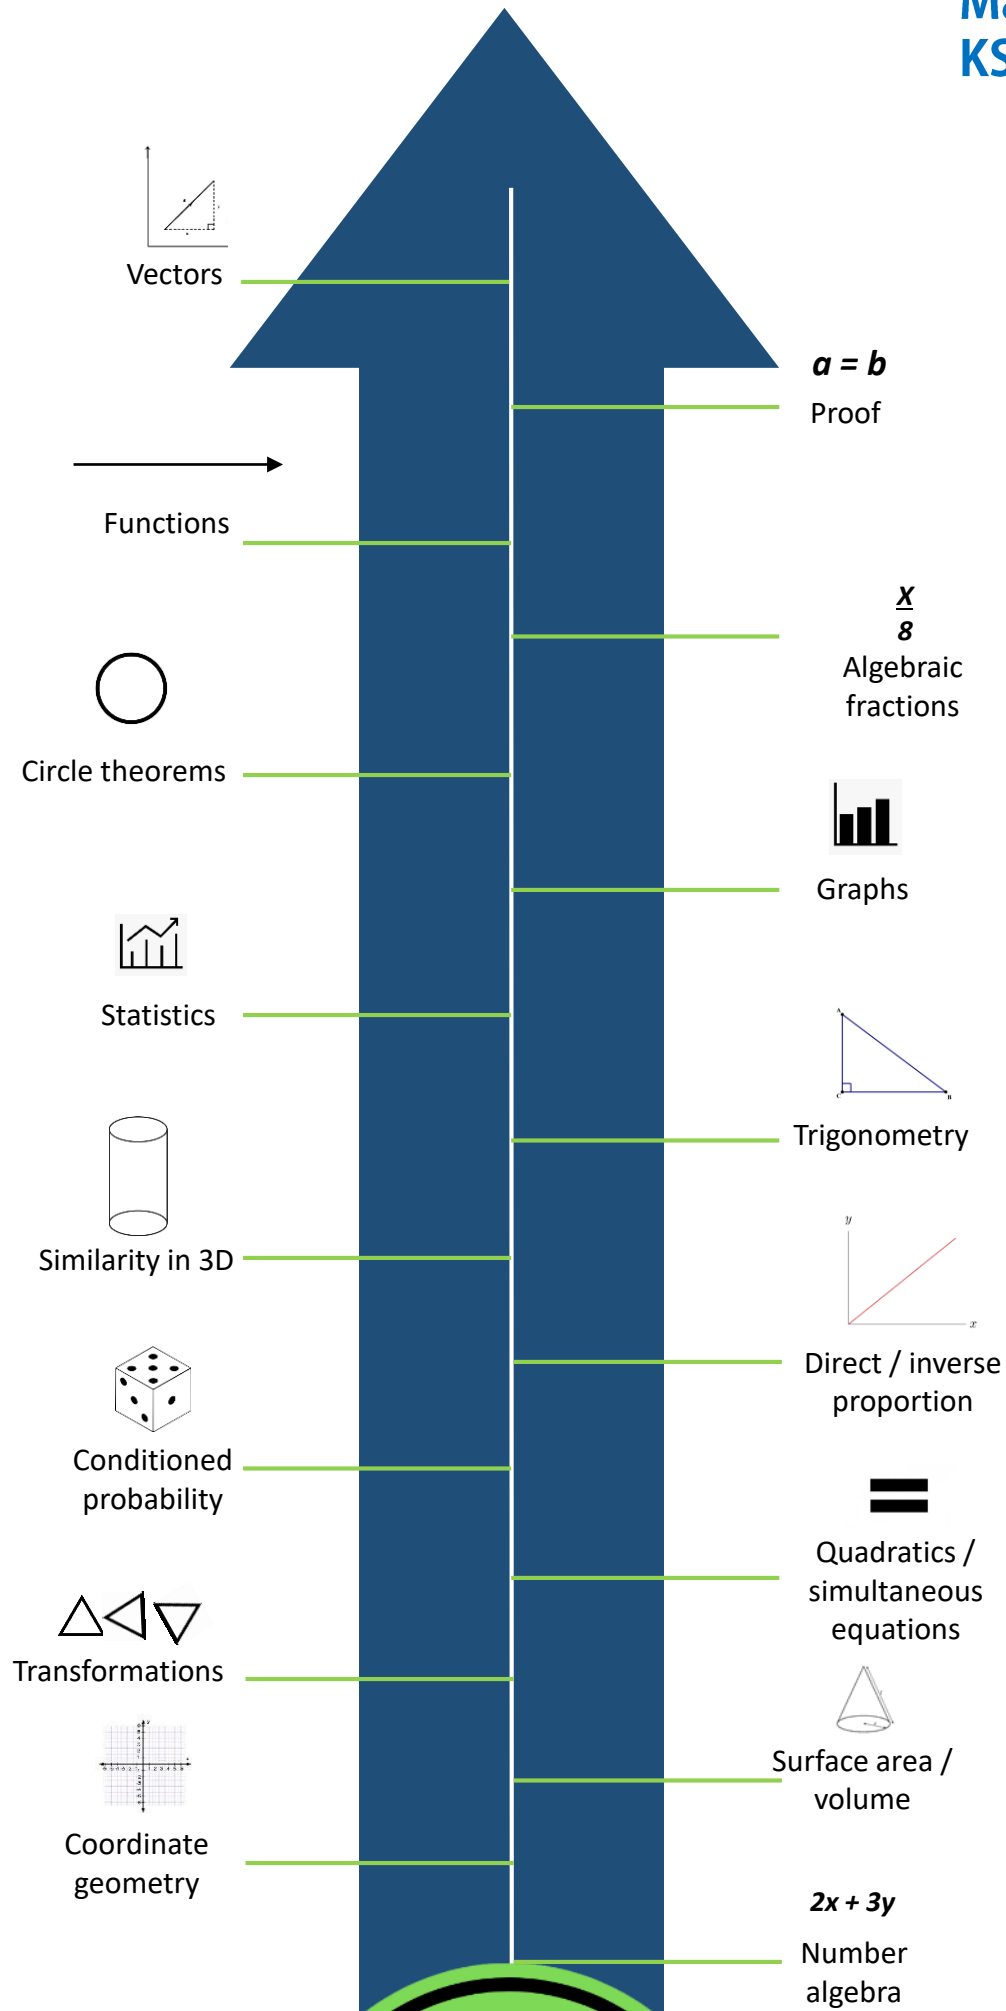 Vectors
a = b
Proof
Functions
X
8
Algebraic
fractions
Circle theorems
Graphs
Statistics
A
C
B
Trigonometry
Similarity in 3D
y
x
Direct / inverse
proportion
Conditioned
probability
Quadratics /
simultaneous
equations
Transformations
Surface area /
volume
Coordinate
geometry
2x + 3y
Number
algebra